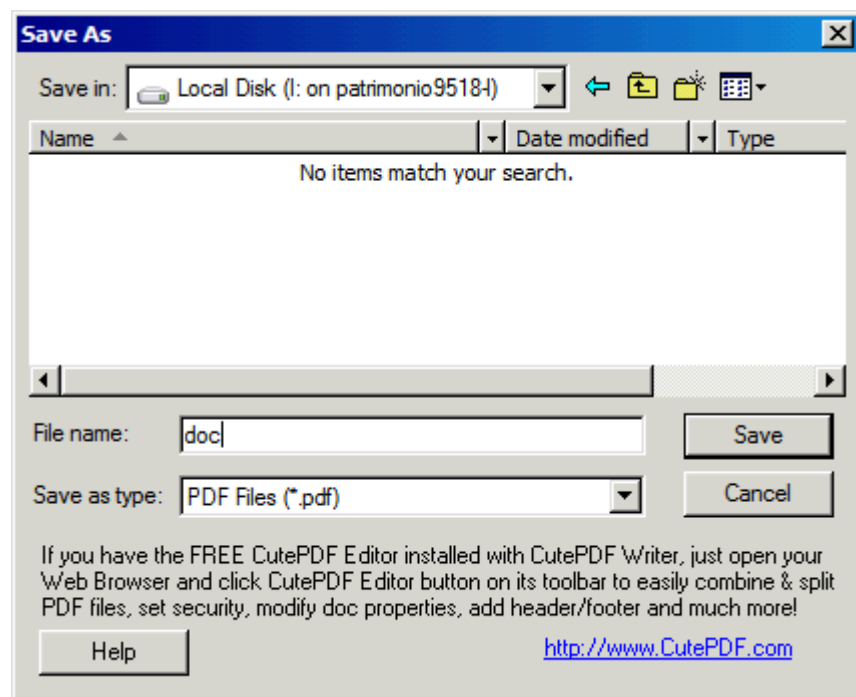 Save As
Save in: Local Disk (I: on patrimonio9518-I)
Name Date modified Type
No items match your search.
File name: doc Save
Save as type: PDF Files (*.pdf) Cancel
If you have the FREE CutePDF Editor installed with CutePDF Writer, just open your
Web Browser and click CutePDF Editor button on its toolbar to easily combine & split
PDF files, set security, modify doc properties, add header/footer and much more!
Help http://www.CutePDF.com